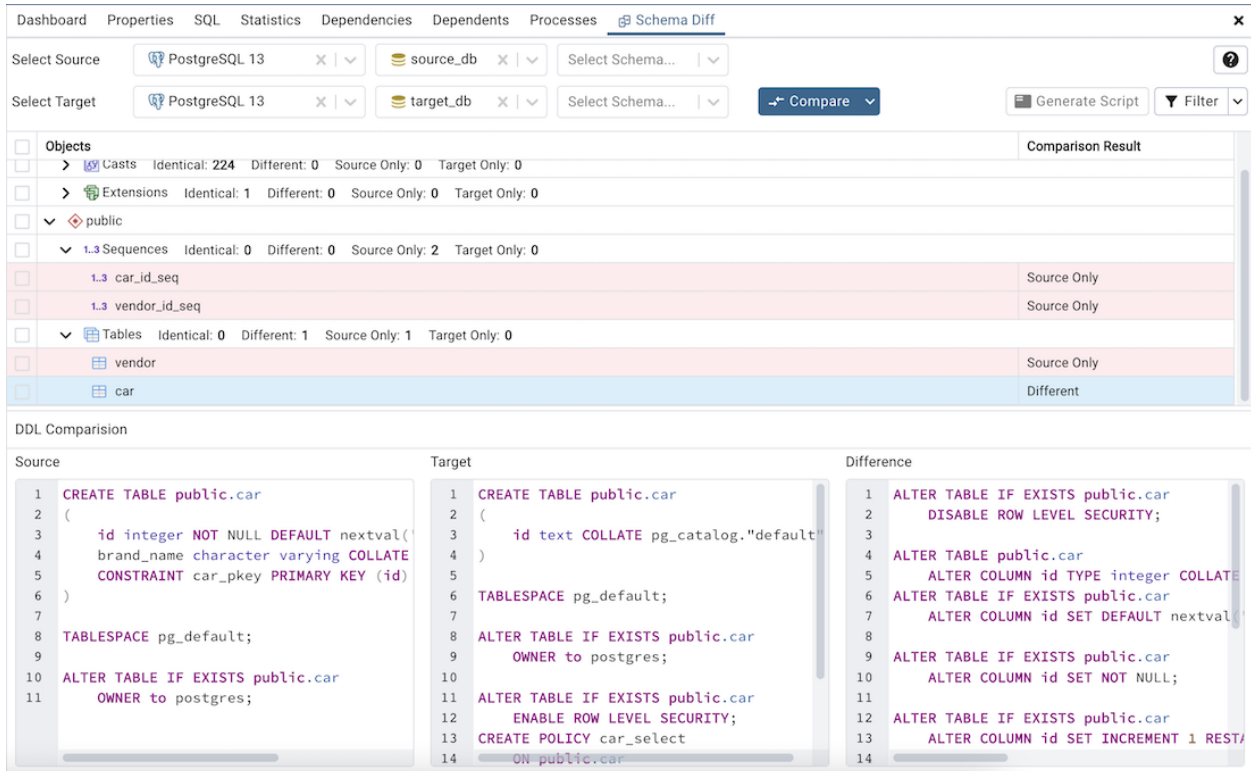 Dashboard Properties SQL Statistics Dependencies Dependents Processes Schema Diff
Select Source PostgreSQL 13 source_db Select Schema...
Select Target PostgreSQL 13 target_db Select Schema... Compare Generate Script Filter
Objects Comparison Result
Casts Identical: 224 Different: 0 Source Only: 0 Target Only: 0
Extensions Identical: 1 Different: 0 Source Only: 0 Target Only: 0
public
1..3 Sequences Identical: 0 Different: 0 Source Only: 2 Target Only: 0
1..3 car_id_seq Source Only
1..3 vendor_id_seq Source Only
Tables Identical: 0 Different: 1 Source Only: 1 Target Only: 0
vendor Source Only
car Different
DDL Comparision
Source
1 CREATE TABLE public.car
2 (
3 id integer NOT NULL DEFAULT nextval('
4 brand_name character varying COLLATE
5 CONSTRAINT car_pkey PRIMARY KEY (id)
6 )
7
8 TABLESPACE pg_default;
9
10 ALTER TABLE IF EXISTS public.car
11 OWNER to postgres;
Target
1 CREATE TABLE public.car
2 (
3 id text COLLATE pg_catalog."default"
4 )
5
6 TABLESPACE pg_default;
7
8 ALTER TABLE IF EXISTS public.car
9 OWNER to postgres;
10
11 ALTER TABLE IF EXISTS public.car
12 ENABLE ROW LEVEL SECURITY;
13 CREATE POLICY car_select
14 ON public.car
Difference
1 ALTER TABLE IF EXISTS public.car
2 DISABLE ROW LEVEL SECURITY;
3
4 ALTER TABLE public.car
5 ALTER COLUMN id TYPE integer COLLATE
6 ALTER TABLE IF EXISTS public.car
7 ALTER COLUMN id SET DEFAULT nextval('
8
9 ALTER TABLE IF EXISTS public.car
10 ALTER COLUMN id SET NOT NULL;
11
12 ALTER TABLE IF EXISTS public.car
13 ALTER COLUMN id SET INCREMENT 1 RESTA
14